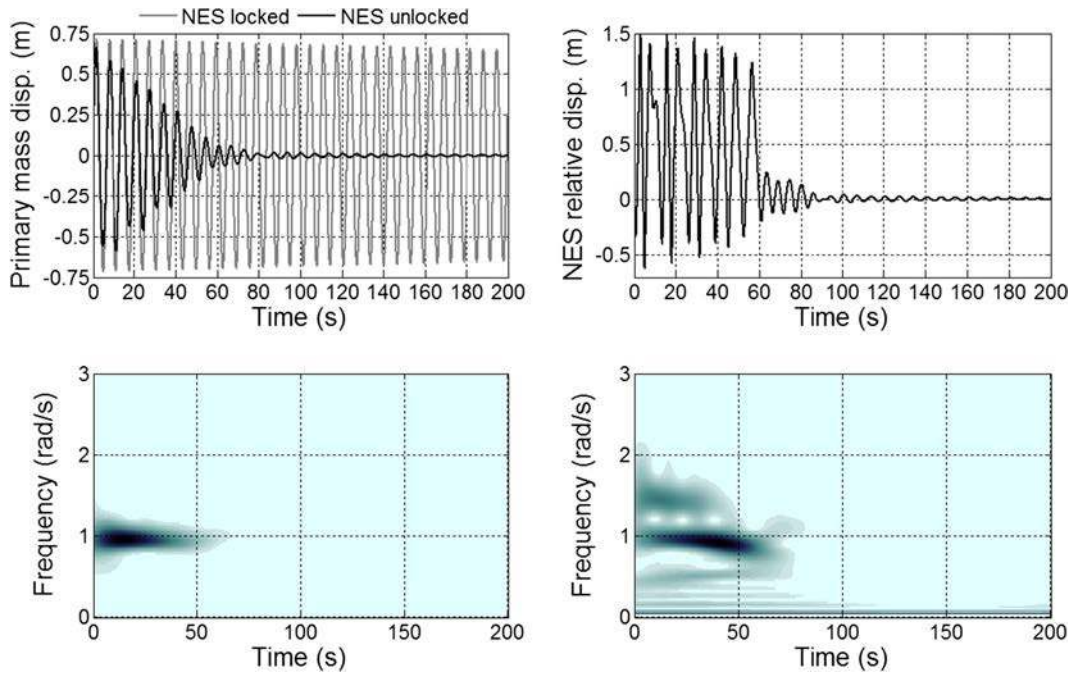 NES locked NES unlocked
Primary mass disp. (m)
0.75
0.5
0.25
0
-0.25
-0.5
-0.75
0 20 40 60 80 100 120 140 160 180 200
Time (s)
NES relative disp. (m)
1.5
1
0.5
0
-0.5
0 20 40 60 80 100 120 140 160 180 200
Time (s)
Frequency (rad/s)
3
2
1
0
0 50 100 150 200
Time (s)
Frequency (rad/s)
3
2
1
0
0 50 100 150 200
Time (s)